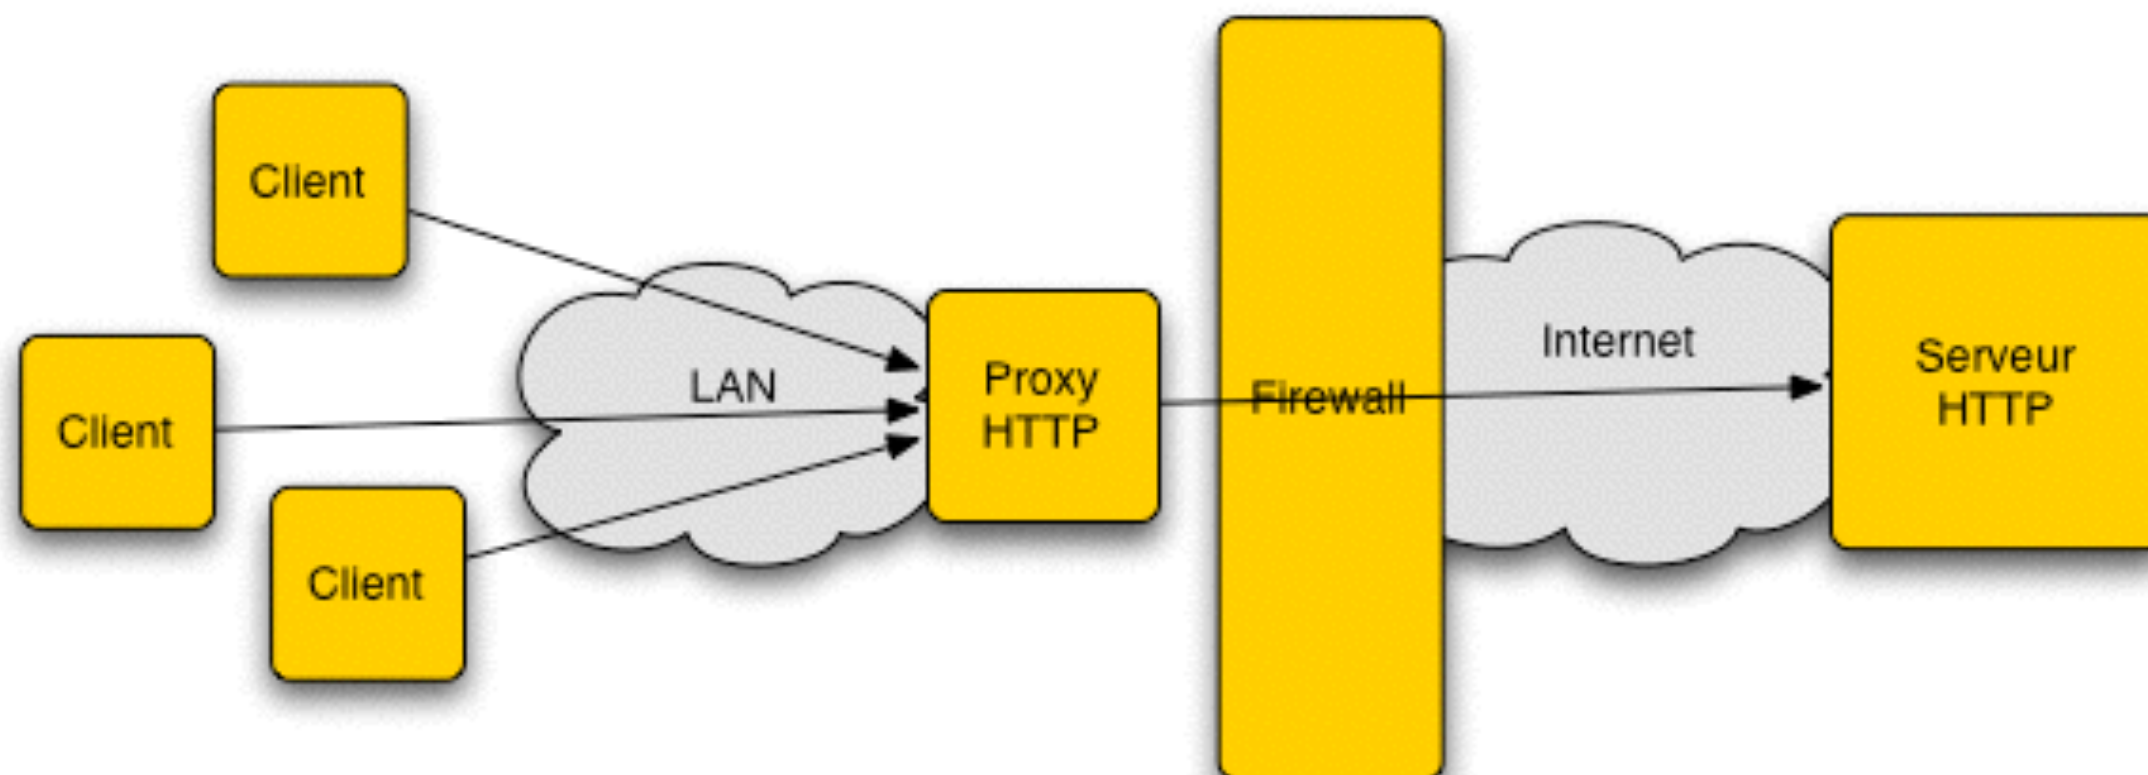 Client
Client
Client
LAN
Proxy
HTTP
Firewall
Internet
Serveur
HTTP